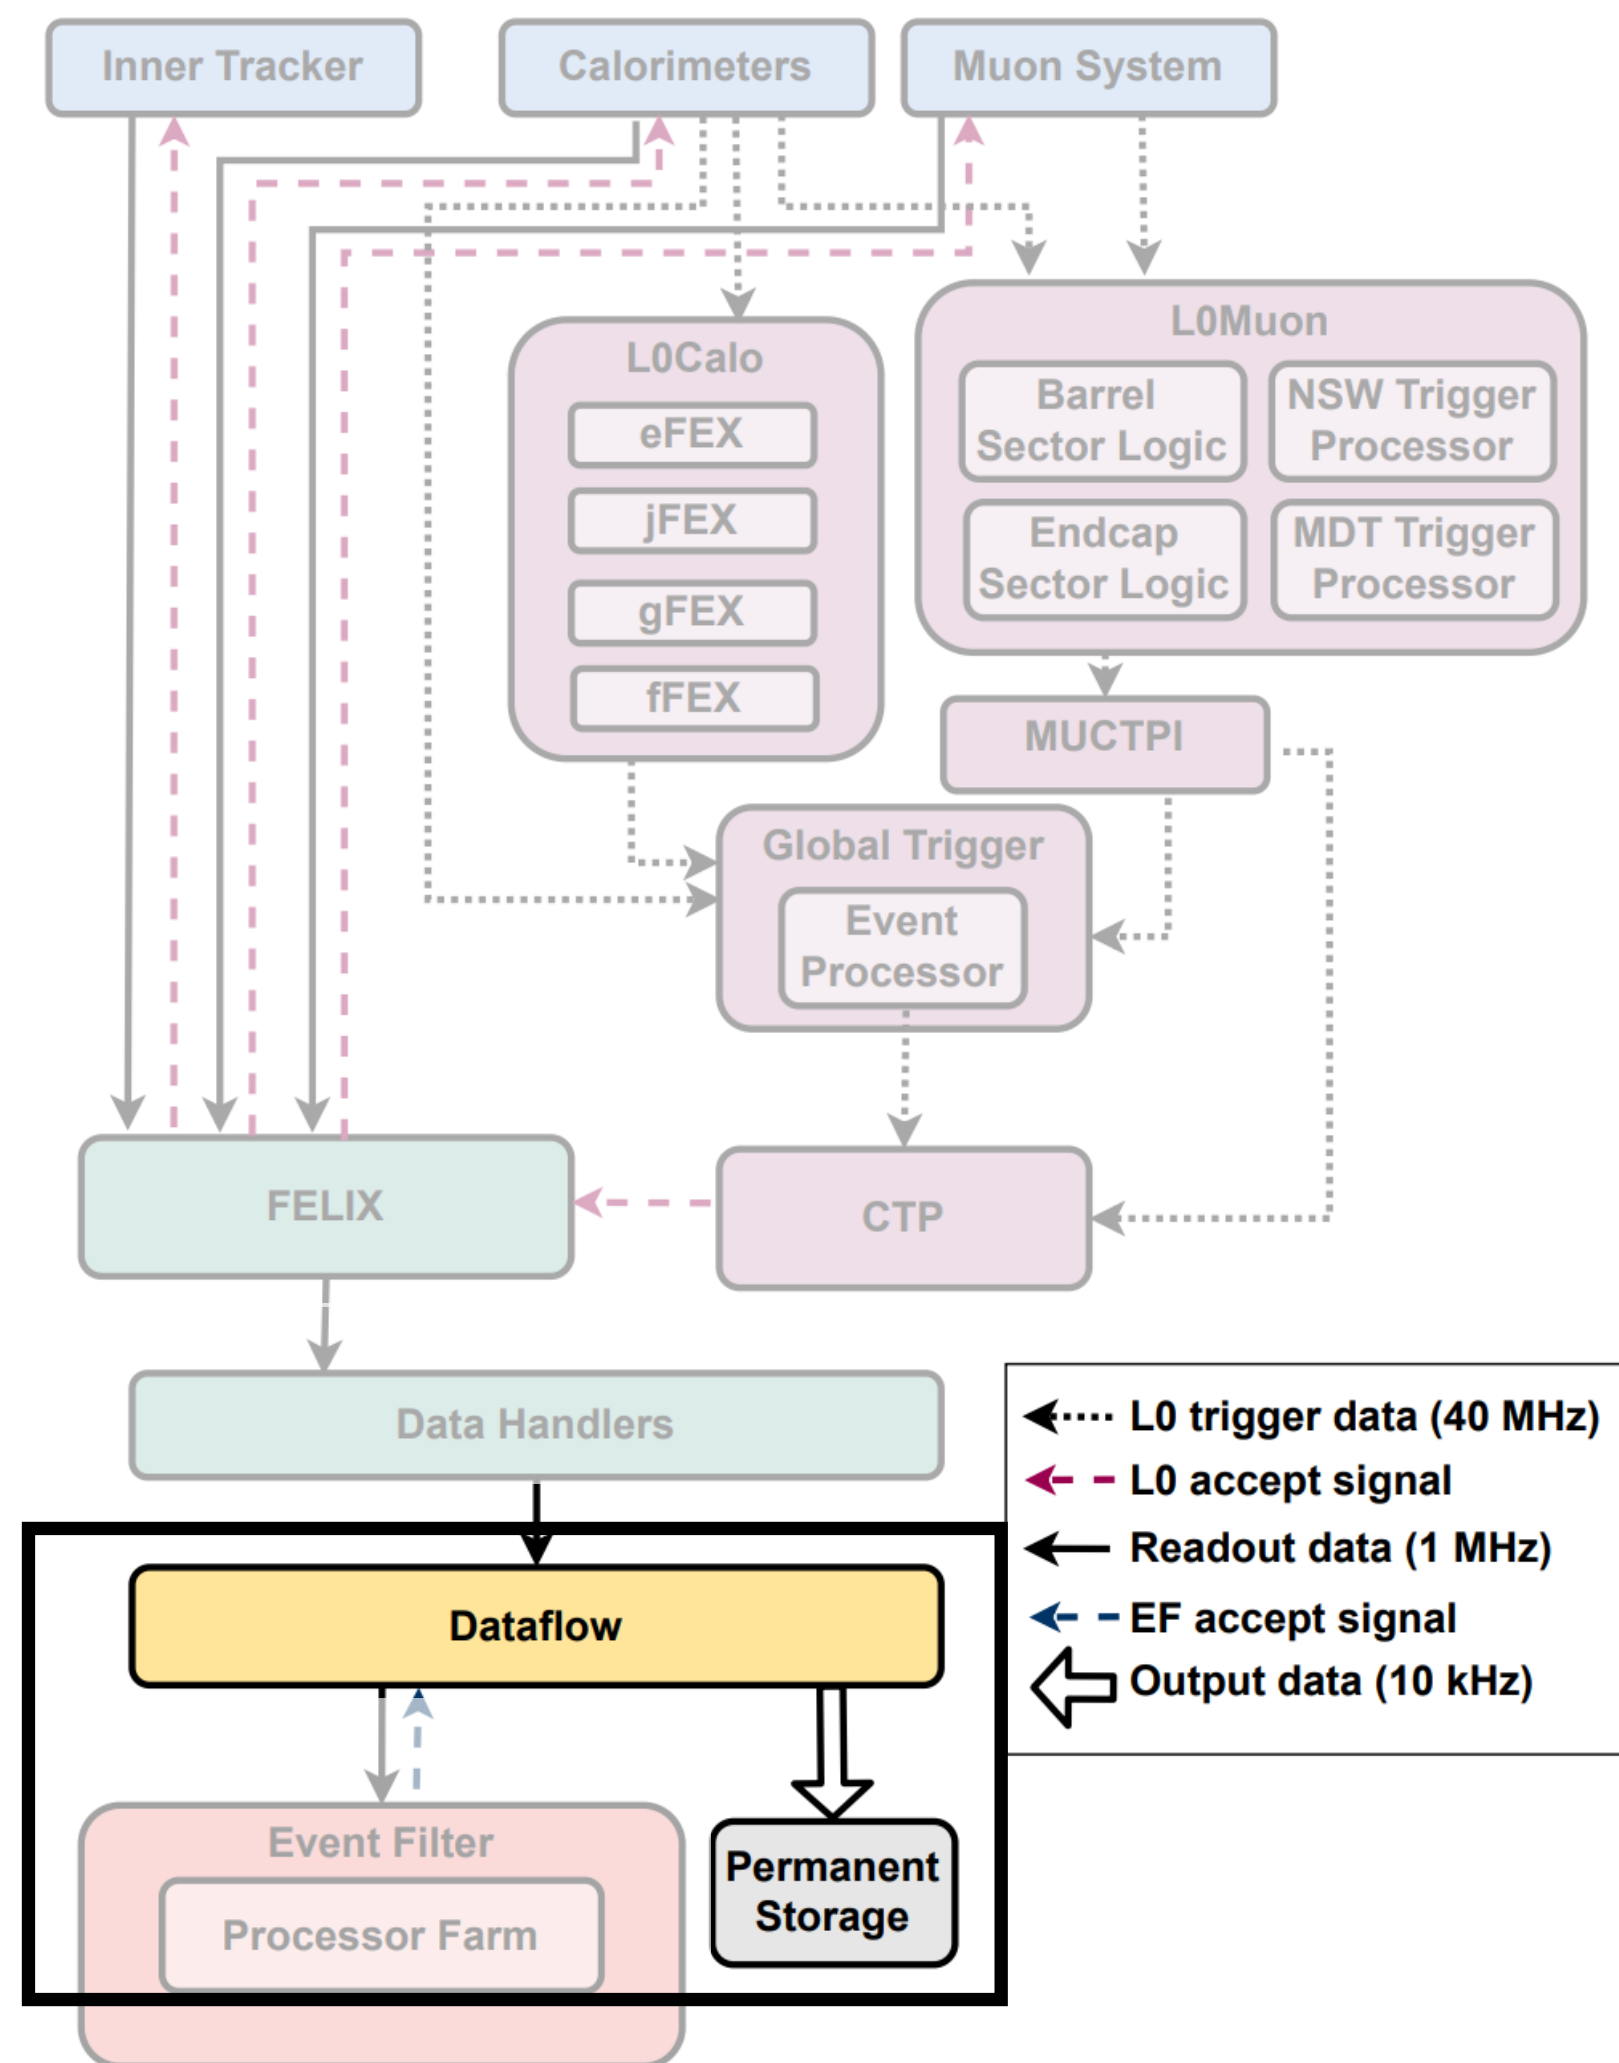 Inner Tracker
Calorimeters
Muon System
L0Calo
eFEX
jFEX
gFEX
fFEX
L0Muon
Barrel
Sector Logic
NSW Trigger
Processor
Endcap
Sector Logic
MDT Trigger
Processor
MUCTPI
Global Trigger
Event
Processor
FELIX
CTP
Data Handlers
L0 trigger data (40 MHz)
L0 accept signal
Readout data (1 MHz)
EF accept signal
Output data (10 kHz)
Dataflow
Event Filter
Processor Farm
Permanent
Storage